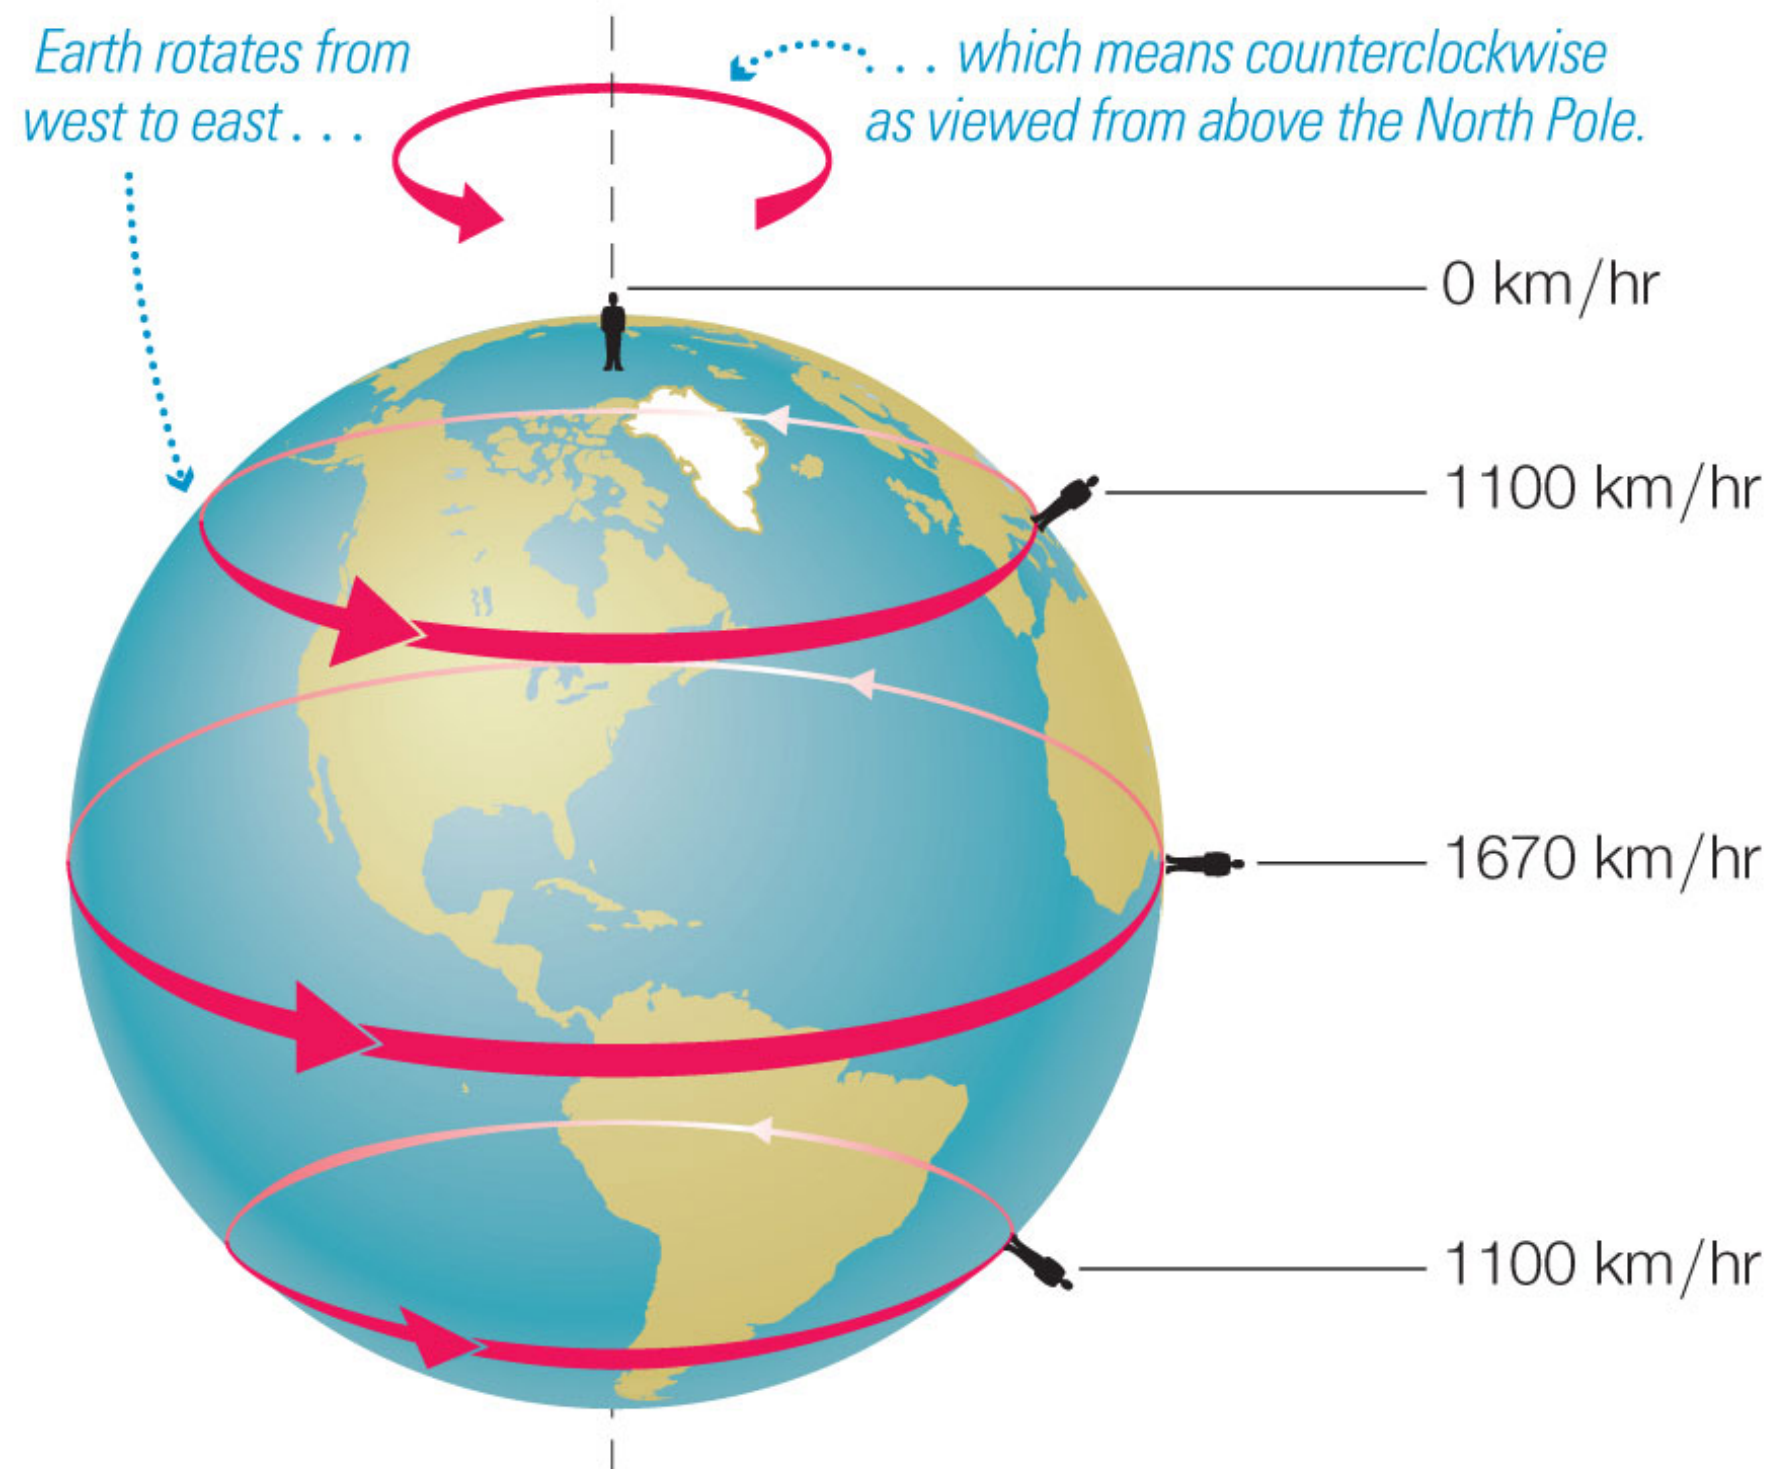 Earth rotates from
west to east . . .
. . . which means counterclockwise
as viewed from above the North Pole.
0 km/hr
1100 km/hr
1670 km/hr
1100 km/hr